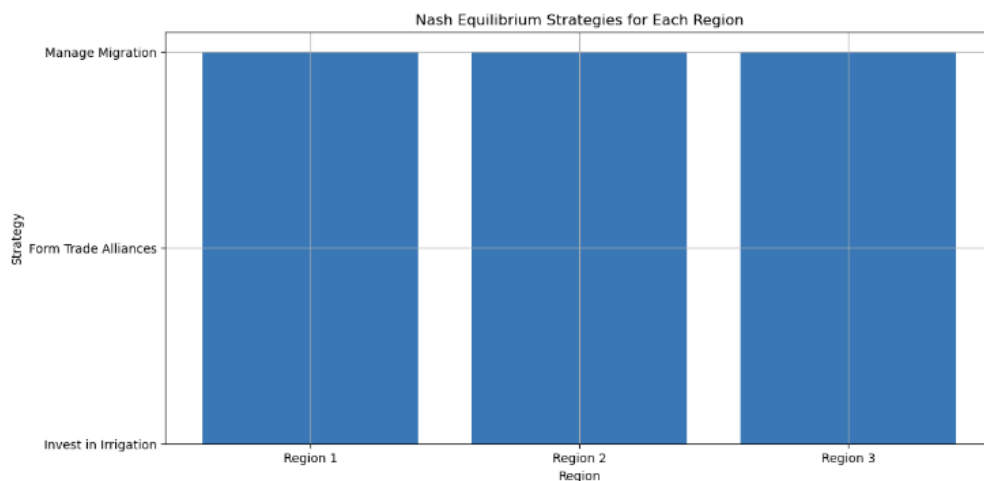 Nash Equilibrium Strategies for Each Region
Manage Migration
Form Trade Alliances
Invest in Irrigation
Strategy
Region 1
Region 2
Region 3
Region